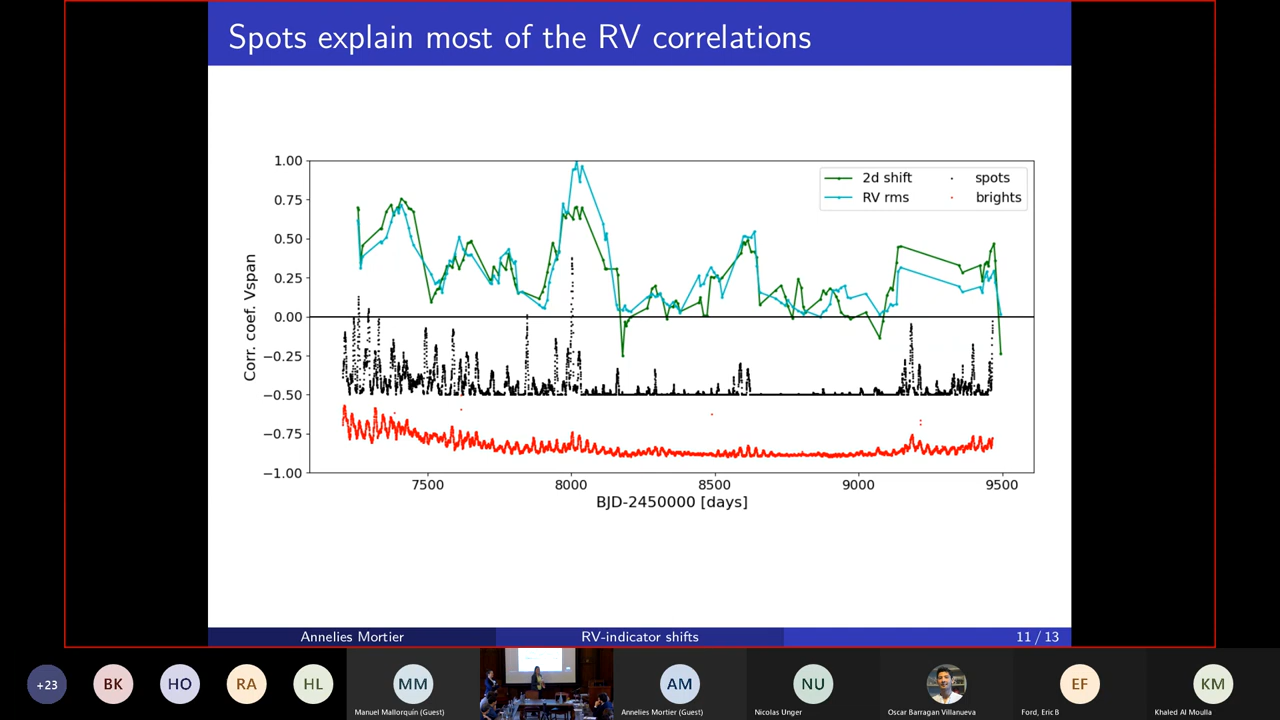 Spots explain most of the RV correlations
1.00
0.75
0.50
0.25
0.00
−0.25
−0.50
−0.75
−1.00
Corr. coef. Vspan
2d shift
RV rms
spots
brights
7500
8000
8500
9000
9500
BJD-2450000 [days]
Annelies Mortier
RV-indicator shifts
11 / 13
+23
BK
HO
RA
HL
MM
AM
NU
EF
KM
Manuel Mallorquín (Guest)
Annelies Mortier (Guest)
Nicolas Unger
Oscar Barragan Villanueva
Ford, Eric B
Khaled Al Moulla